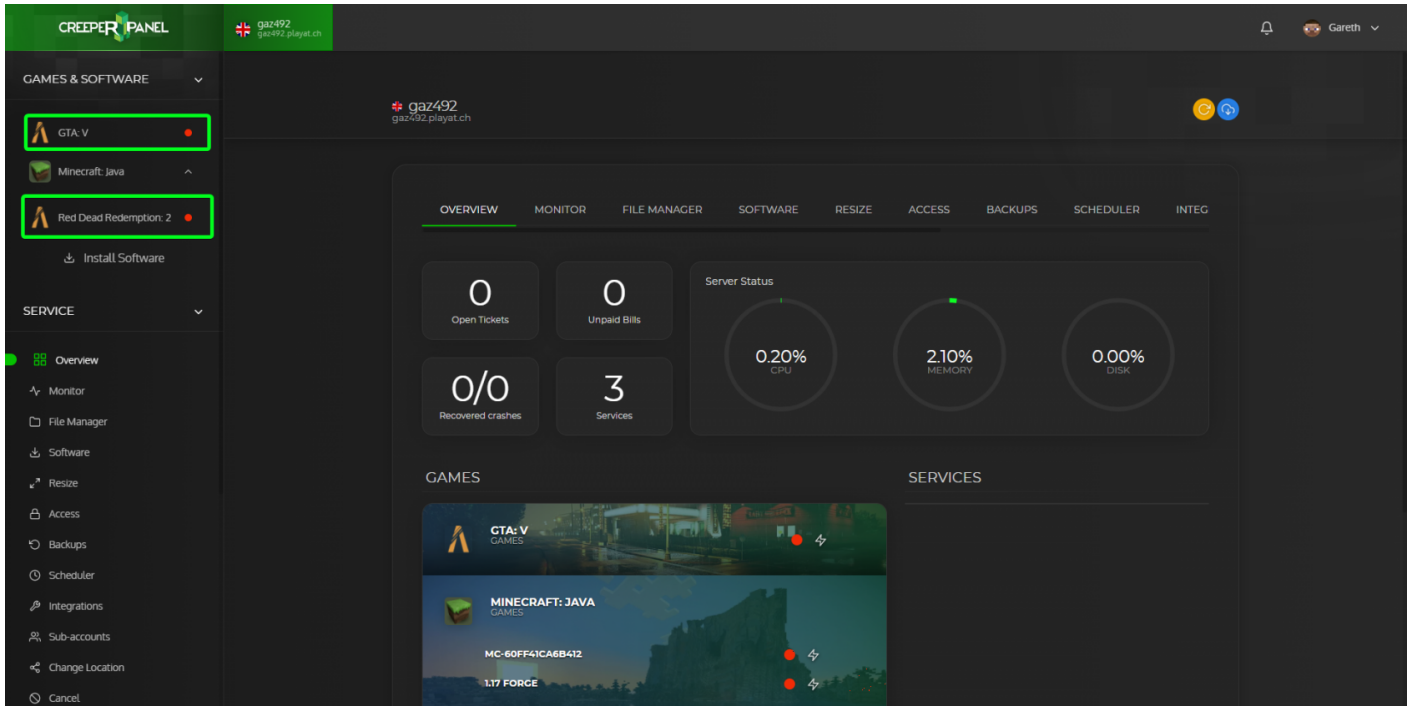 CREEPER PANEL
gaz492
gaz492.playat.ch
Gareth
GAMES & SOFTWARE
GTA: V
Minecraft: Java
Red Dead Redemption: 2
Install Software
SERVICE
Overview
Monitor
File Manager
Software
Resize
Access
Backups
Scheduler
Integrations
Sub-accounts
Change Location
Cancel
gaz492
gaz492.playat.ch
OVERVIEW MONITOR FILE MANAGER SOFTWARE RESIZE ACCESS BACKUPS SCHEDULER INTEG
0
Open Tickets
0
Unpaid Bills
0/0
Recovered crashes
3
Services
Server Status
0.20%
CPU
2.10%
MEMORY
0.00%
DISK
GAMES
GTA: V
GAMES
MINECRAFT: JAVA
GAMES
MC-60FF41CA6B412
1.17 FORGE
SERVICES